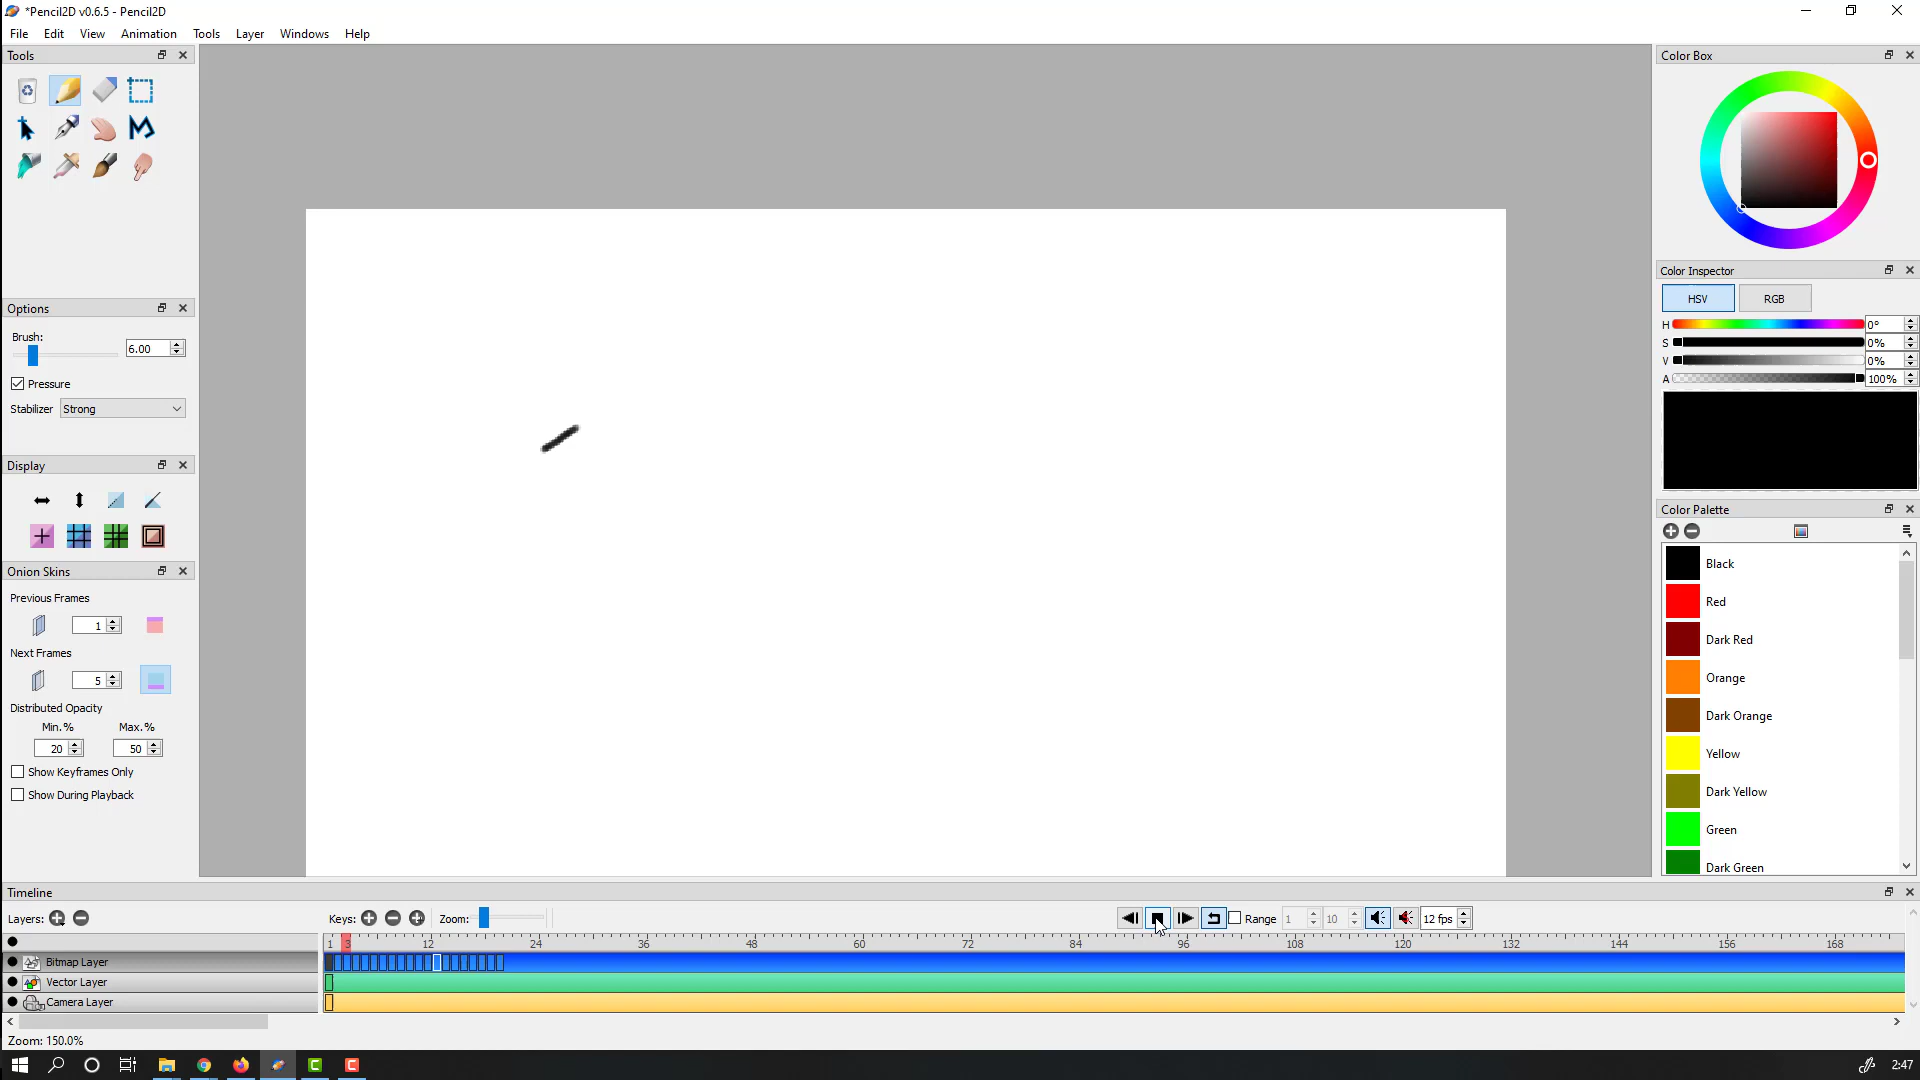 *Pencil2D v0.6.5 - Pencil2D
File Edit View Animation Tools Layer Windows Help
Tools
Options
Brush:
6.00
Pressure
Stabilizer Strong
Display
Onion Skins
Previous Frames
1
Next Frames
5
Distributed Opacity
Min.% Max.%
20 50
Show Keyframes Only
Show During Playback
Color Box
Color Inspector
HSV RGB
H 0°
S 0%
V 0%
A 100%
Color Palette
Black
Red
Dark Red
Orange
Dark Orange
Yellow
Dark Yellow
Green
Dark Green
Timeline
Layers: Keys: Zoom: Range 1 10 12 fps
1 3 12 24 36 48 60 72 84 96 108 120 132 144 156 168
Bitmap Layer
Vector Layer
Camera Layer
Zoom: 150.0%
2:47